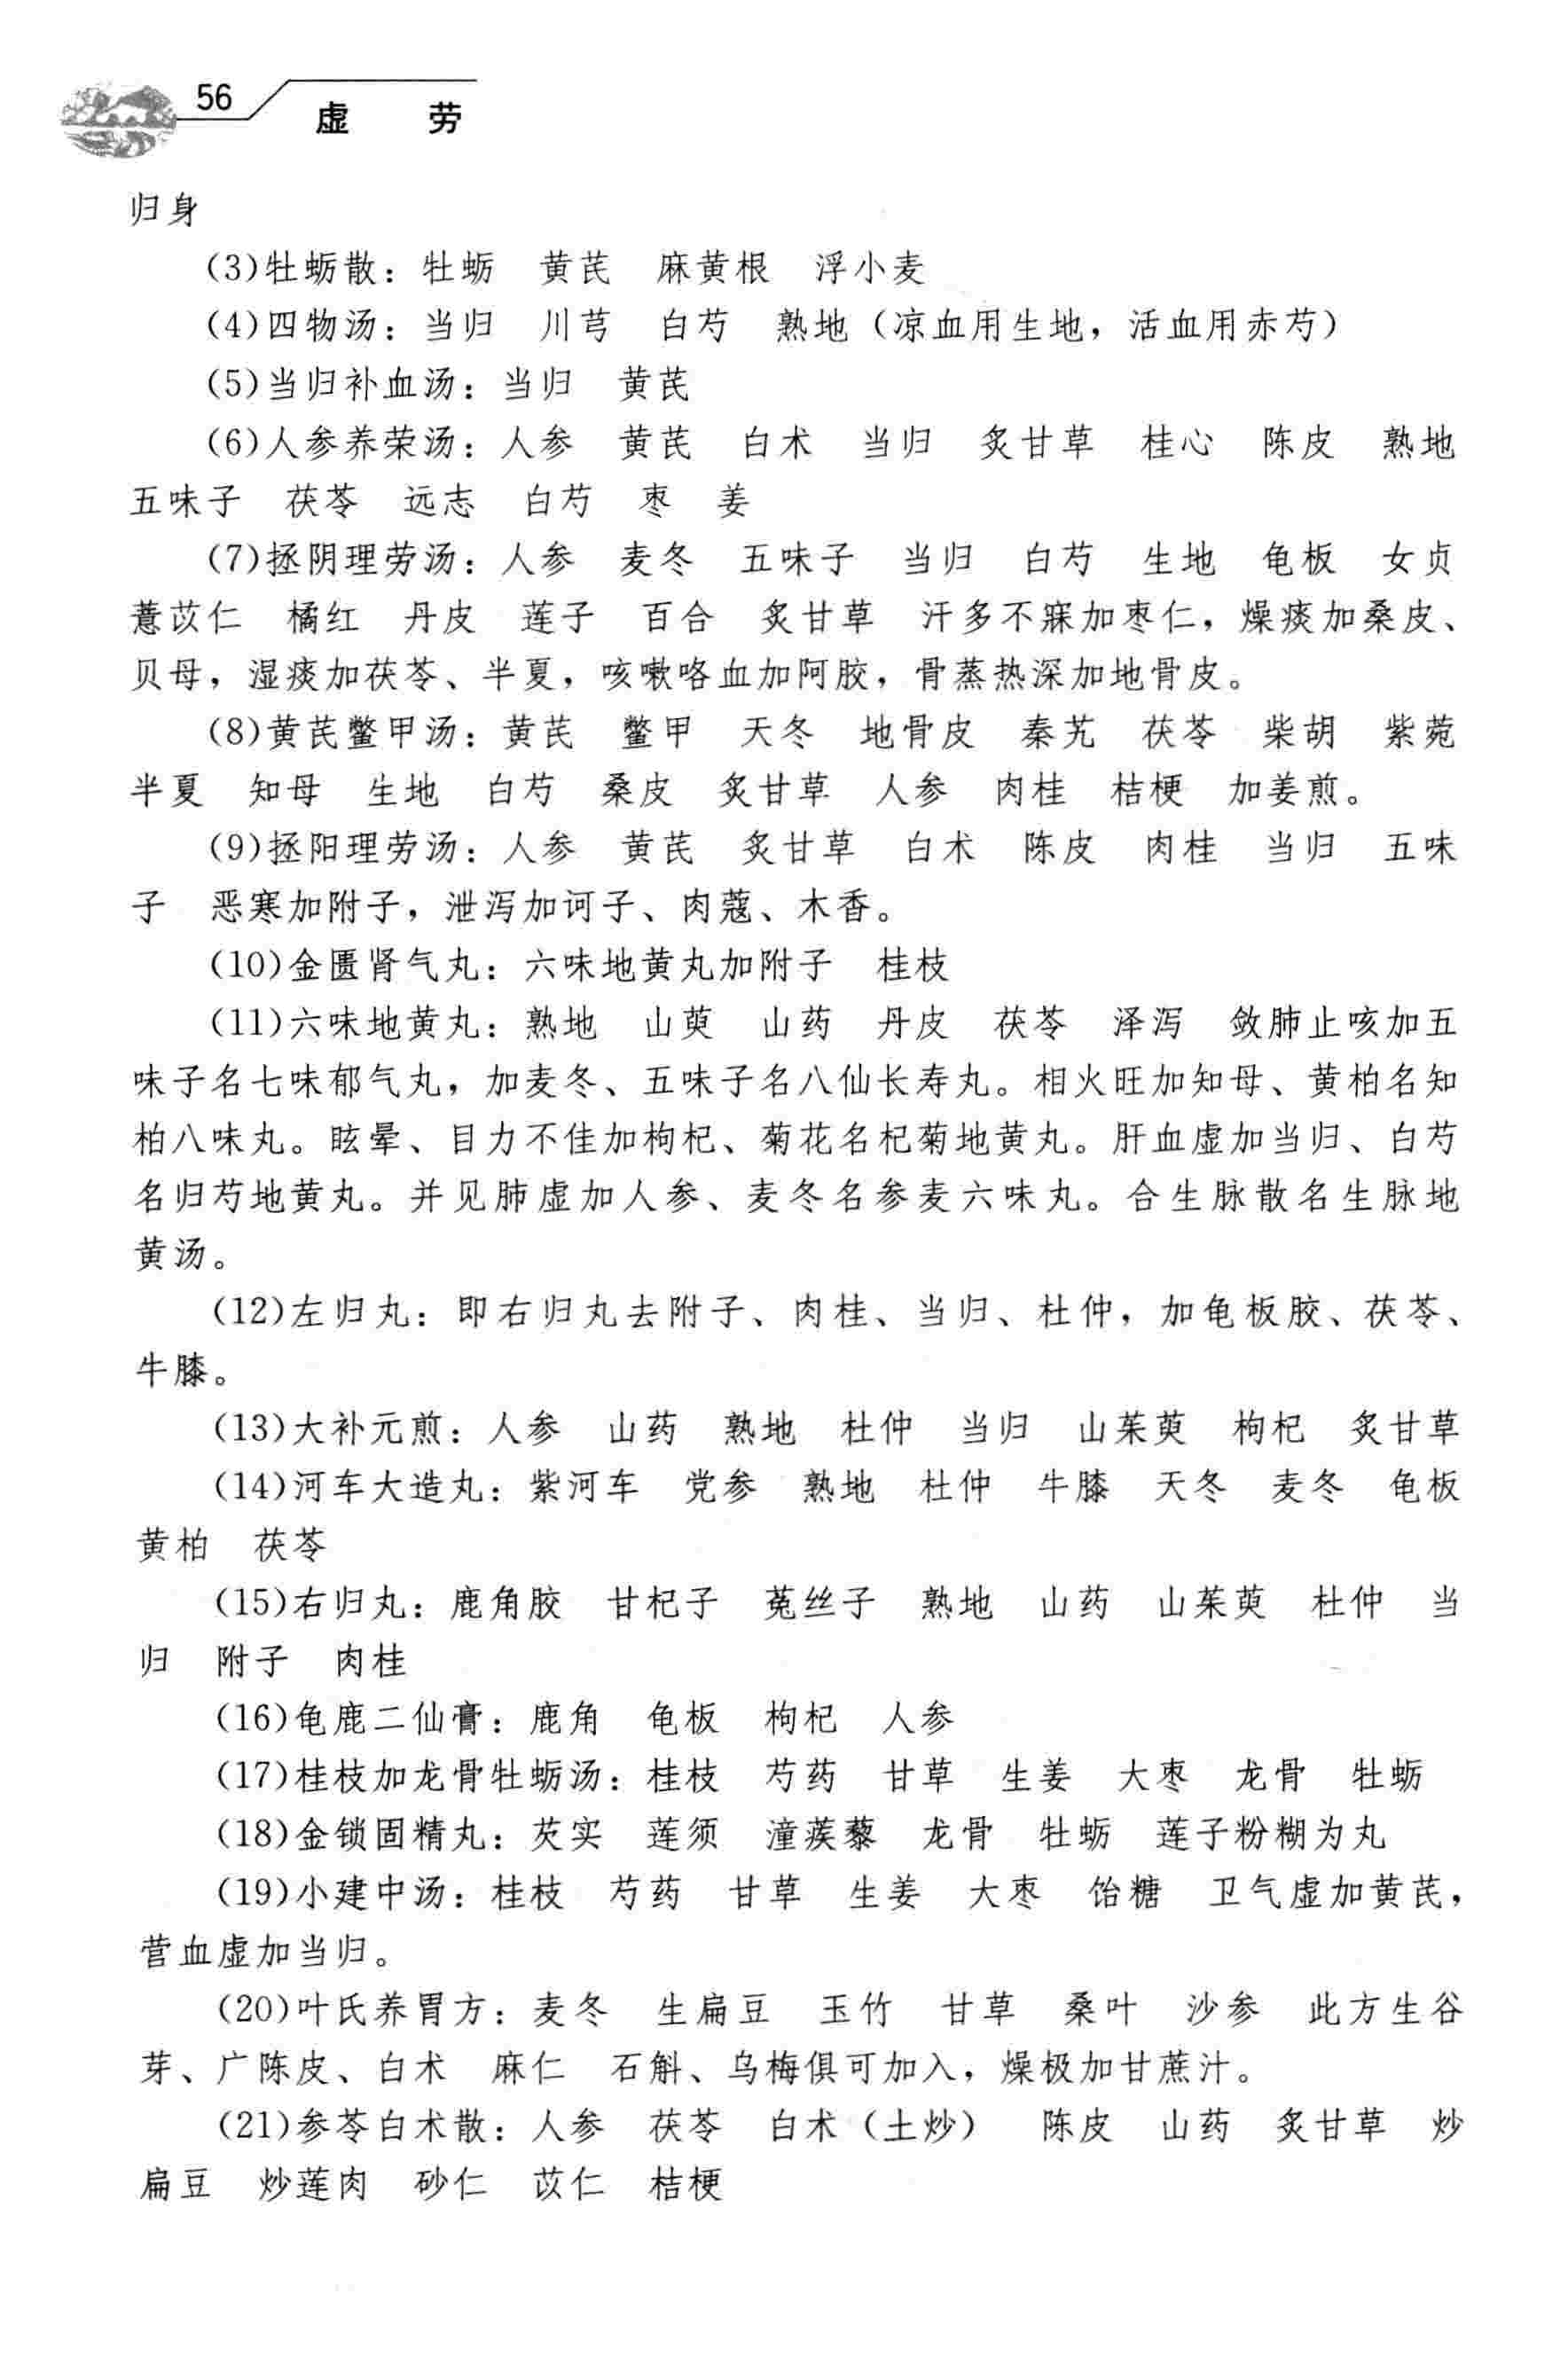 56
虚 劳
归身
(3)牡蛎散：牡蛎 黄芪 麻黄根 浮小麦
(4)四物汤：当归 川芎 白芍 熟地（凉血用生地，活血用赤芍）
(5)当归补血汤：当归 黄芪
(6)人参养荣汤：人参 黄芪 白术 当归 炙甘草 桂心 陈皮 熟地
五味子 茯苓 远志 白芍 枣 姜
(7)拯阴理劳汤：人参 麦冬 五味子 当归 白芍 生地 龟板 女贞
薏苡仁 橘红 丹皮 莲子 百合 炙甘草 汗多不寐加枣仁，燥痰加桑皮、
贝母，湿痰加茯苓、半夏，咳嗽咯血加阿胶，骨蒸热深加地骨皮。
(8)黄芪鳖甲汤：黄芪 鳖甲 天冬 地骨皮 秦艽 茯苓 柴胡 紫菀
半夏 知母 生地 白芍 桑皮 炙甘草 人参 肉桂 桔梗 加姜煎。
(9)拯阳理劳汤：人参 黄芪 炙甘草 白术 陈皮 肉桂 当归 五味
子 恶寒加附子，泄泻加诃子、肉蔻、木香。
(10)金匮肾气丸：六味地黄丸加附子 桂枝
(11)六味地黄丸：熟地 山萸 山药 丹皮 茯苓 泽泻 敛肺止咳加五
味子名七味郁气丸，加麦冬、五味子名八仙长寿丸。相火旺加知母、黄柏名知
柏八味丸。眩晕、目力不佳加枸杞、菊花名杞菊地黄丸。肝血虚加当归、白芍
名归芍地黄丸。并见肺虚加人参、麦冬名参麦六味丸。合生脉散名生脉地
黄汤。
(12)左归丸：即右归丸去附子、肉桂、当归、杜仲，加龟板胶、茯苓、
牛膝。
(13)大补元煎：人参 山药 熟地 杜仲 当归 山茱萸 枸杞 炙甘草
(14)河车大造丸：紫河车 党参 熟地 杜仲 牛膝 天冬 麦冬 龟板
黄柏 茯苓
(15)右归丸：鹿角胶 甘杞子 菟丝子 熟地 山药 山茱萸 杜仲 当
归 附子 肉桂
(16)龟鹿二仙膏：鹿角 龟板 枸杞 人参
(17)桂枝加龙骨牡蛎汤：桂枝 芍药 甘草 生姜 大枣 龙骨 牡蛎
(18)金锁固精丸：芡实 莲须 潼蒺藜 龙骨 牡蛎 莲子粉糊为丸
(19)小建中汤：桂枝 芍药 甘草 生姜 大枣 饴糖 卫气虚加黄芪，
营血虚加当归。
(20)叶氏养胃方：麦冬 生扁豆 玉竹 甘草 桑叶 沙参 此方生谷
芽、广陈皮、白术 麻仁 石斛、乌梅俱可加入，燥极加甘蔗汁。
(21)参苓白术散：人参 茯苓 白术（土炒） 陈皮 山药 炙甘草 炒
扁豆 炒莲肉 砂仁 苡仁 桔梗